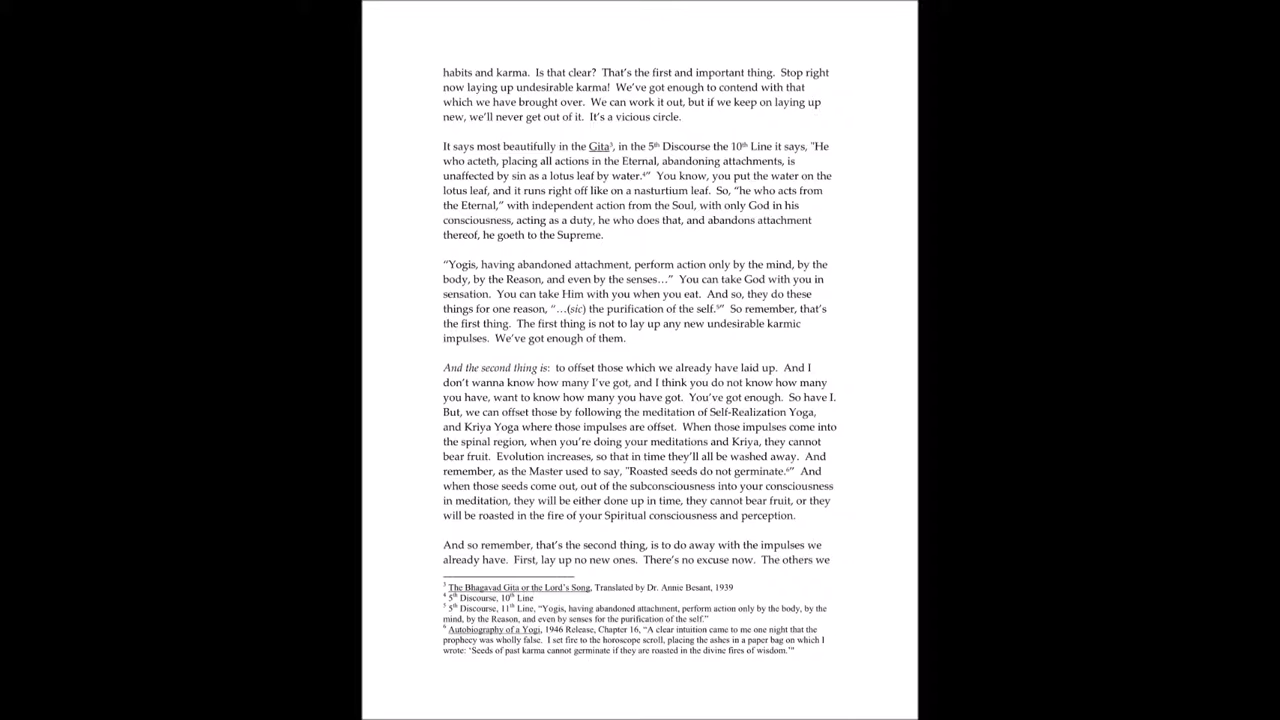 habits and karma.  Is that clear?  That's the first and important thing.  Stop right
now laying up undesirable karma!  We've got enough to contend with that
which we have brought over.  We can work it out, but if we keep on laying up
new, we'll never get out of it.  It's a vicious circle.
It says most beautifully in the Gita³, in the 5th Discourse the 10th Line it says, "He
who acteth, placing all actions in the Eternal, abandoning attachments, is
unaffected by sin as a lotus leaf by water.⁴"  You know, you put the water on the
lotus leaf, and it runs right off like on a nasturtium leaf.  So, "he who acts from
the Eternal," with independent action from the Soul, with only God in his
consciousness, acting as a duty, he who does that, and abandons attachment
thereof, he goeth to the Supreme.
"Yogis, having abandoned attachment, perform action only by the mind, by the
body, by the Reason, and even by the senses…"  You can take God with you in
sensation.  You can take Him with you when you eat.  And so, they do these
things for one reason, "…(sic) the purification of the self.⁵"  So remember, that's
the first thing.  The first thing is not to lay up any new undesirable karmic
impulses.  We've got enough of them.
And the second thing is:  to offset those which we already have laid up.  And I
don't wanna know how many I've got, and I think you do not know how many
you have, want to know how many you have got.  You've got enough.  So have I.
But, we can offset those by following the meditation of Self-Realization Yoga,
and Kriya Yoga where those impulses are offset.  When those impulses come into
the spinal region, when you're doing your meditations and Kriya, they cannot
bear fruit.  Evolution increases, so that in time they'll all be washed away.  And
remember, as the Master used to say, "Roasted seeds do not germinate.⁶"  And
when those seeds come out, out of the subconsciousness into your consciousness
in meditation, they will be either done up in time, they cannot bear fruit, or they
will be roasted in the fire of your Spiritual consciousness and perception.
And so remember, that's the second thing, is to do away with the impulses we
already have.  First, lay up no new ones.  There's no excuse now.  The others we
³ The Bhagavad Gita or the Lord's Song, Translated by Dr. Annie Besant, 1939
⁴ 5th Discourse, 10th Line
⁵ 5th Discourse, 11th Line, "Yogis, having abandoned attachment, perform action only by the body, by the
mind, by the Reason, and even by senses for the purification of the self."
⁶ Autobiography of a Yogi, 1946 Release, Chapter 16, "A clear intuition came to me one night that the
prophecy was wholly false.  I set fire to the horoscope scroll, placing the ashes in a paper bag on which I
wrote: 'Seeds of past karma cannot germinate if they are roasted in the divine fires of wisdom.'"